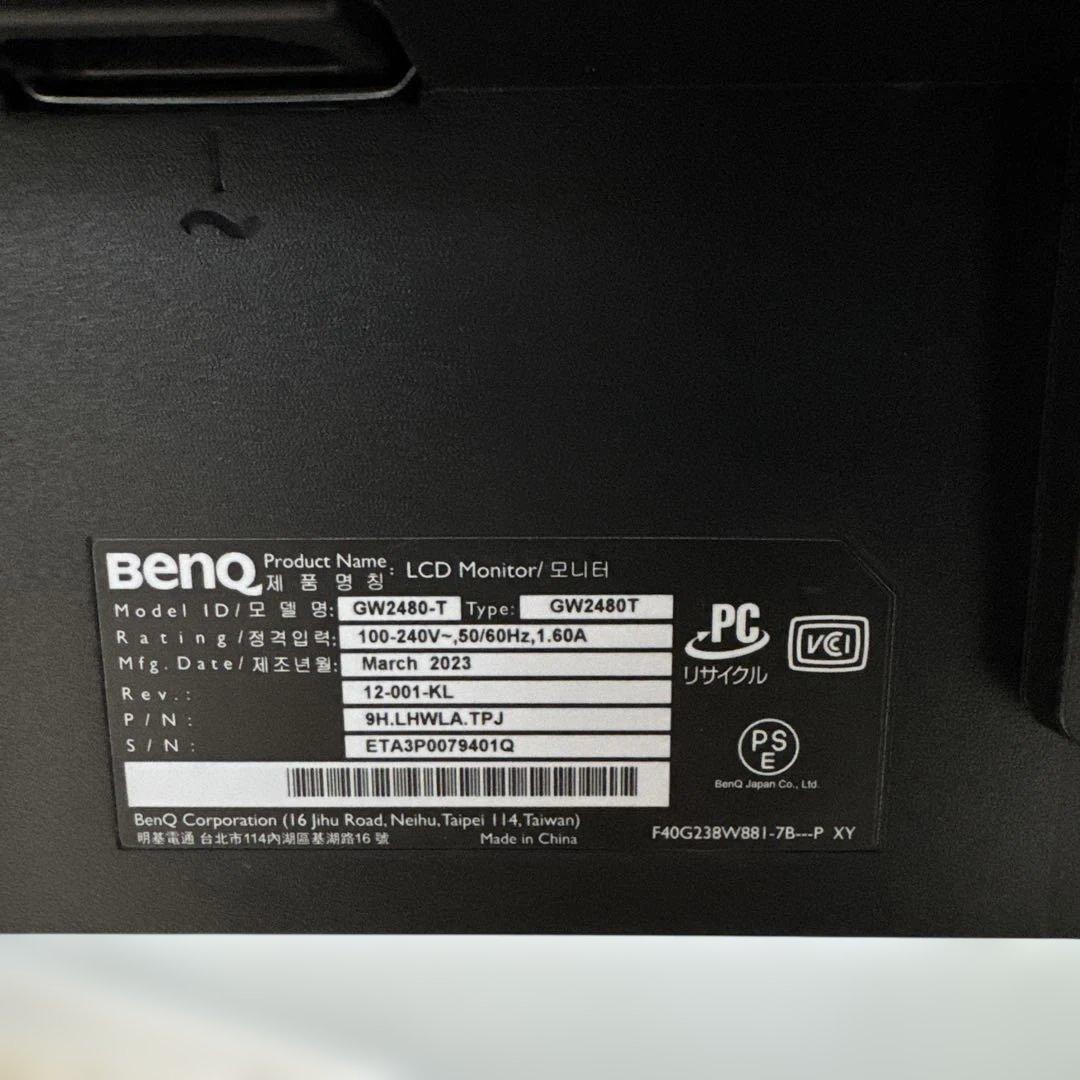 ~
BenQ Product Name : LCD Monitor/모니터
제 품 명 칭
Model ID/모 델 명: GW2480-T Type: GW2480T
Rating/정격입력: 100-240V~,50/60Hz,1.60A
Mfg.Date/제조년월: March 2023
Rev.: 12-001-KL
P/N: 9H.LHWLA.TPJ
S/N: ETA3P0079401Q
BenQ Corporation (16 Jihu Road, Neihu,Taipei 114,Taiwan)
明基電通 台北市114內湖區基湖路16 號 Made in China
PC
リサイクル
VCCI
PS
E
BenQ Japan Co., Ltd.
F40G238W881-7B---P XY